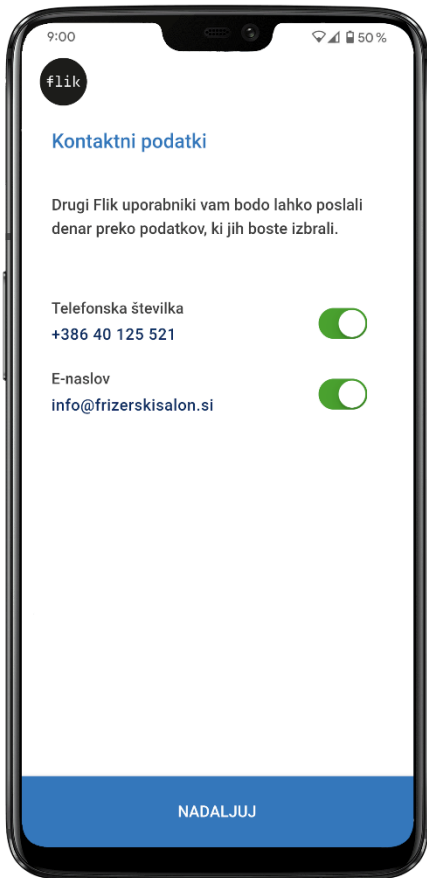 9:00
50 %
flik
Kontaktni podatki
Drugi Flik uporabniki vam bodo lahko poslali
denar preko podatkov, ki jih boste izbrali.
Telefonska številka
+386 40 125 521
E-naslov
info@frizerskisalon.si
NADALJUJ